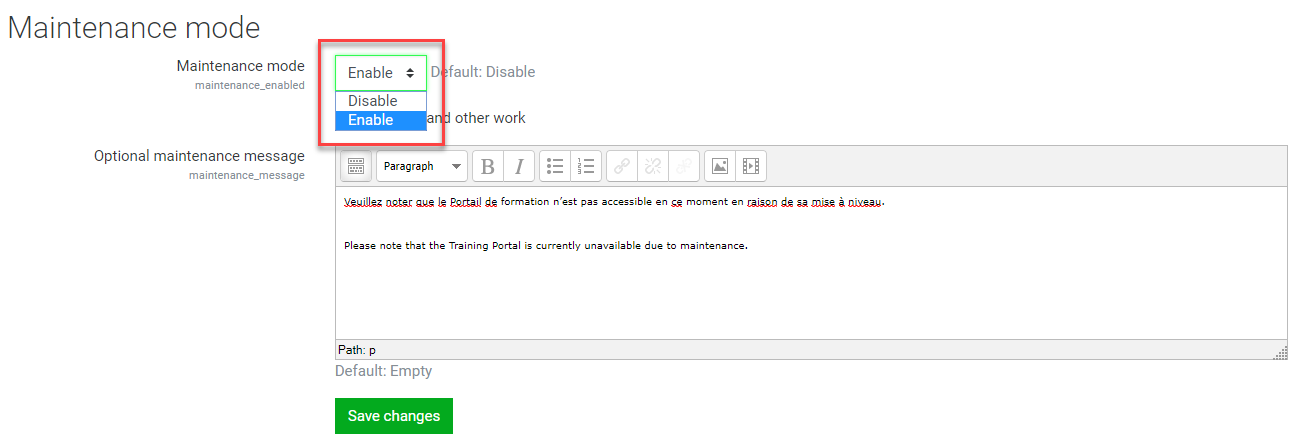 Maintenance mode
Maintenance mode
Enable
Default: Disable
maintenance_enabled
Disable
Enable
and other work
Optional maintenance message
maintenance_message
Paragraph
B I
Veuillez noter que le Portail de formation n'est pas accessible en ce moment en raison de sa mise à niveau.
Please note that the Training Portal is currently unavailable due to maintenance.
Path: p
Default: Empty
Save changes